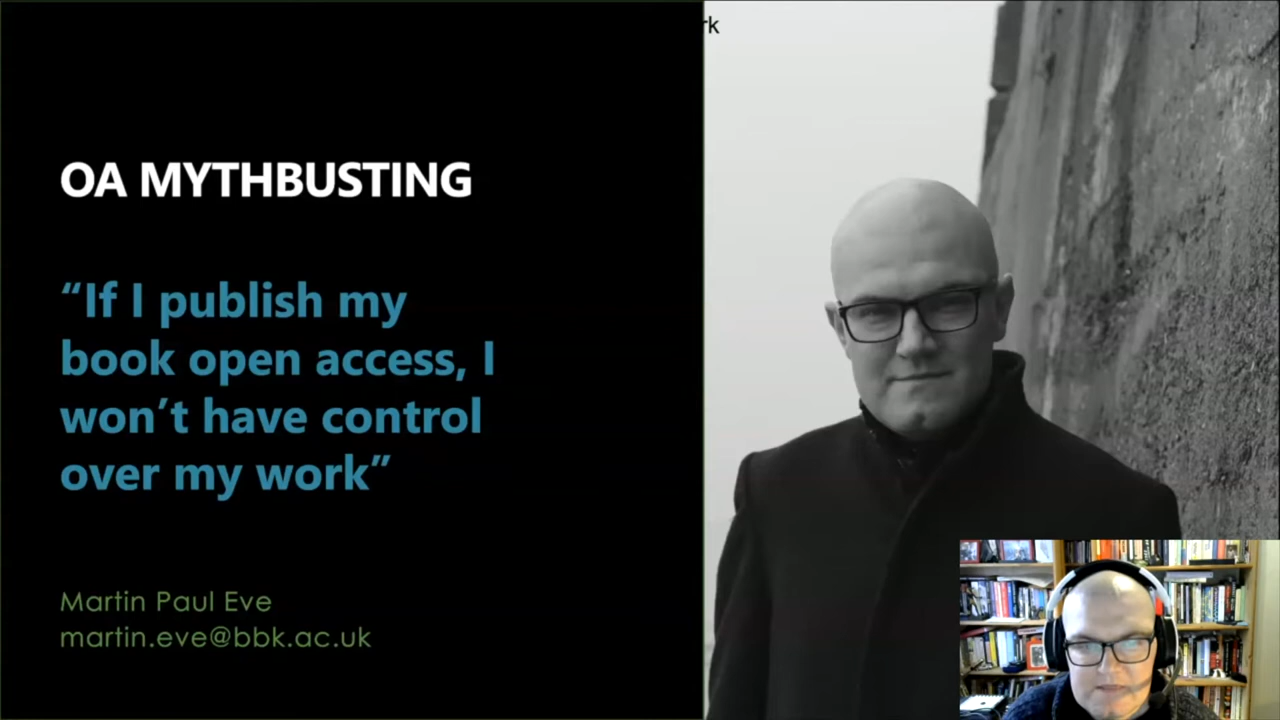 rk
OA MYTHBUSTING
“If I publish my
book open access, I
won’t have control
over my work”
Martin Paul Eve
martin.eve@bbk.ac.uk